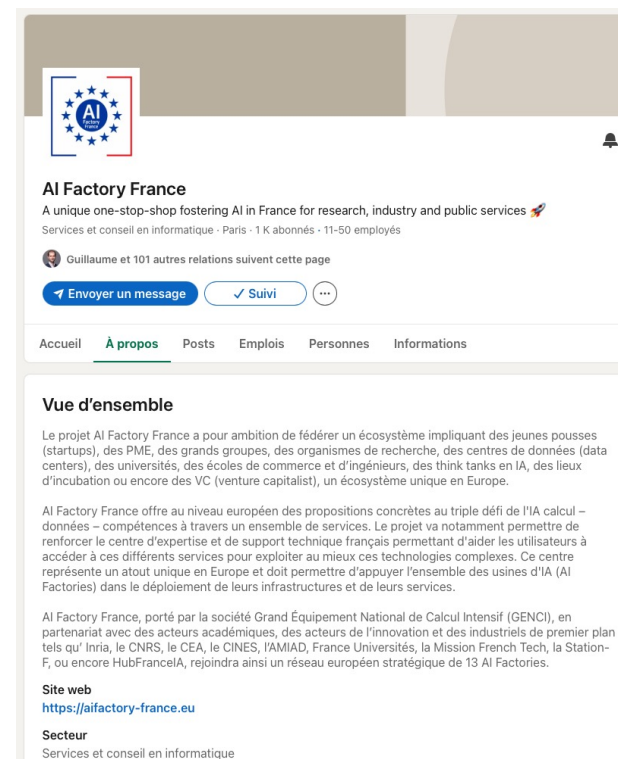 AI
Factory
France
AI Factory France
A unique one-stop-shop fostering AI in France for research, industry and public services 🚀
Services et conseil en informatique · Paris · 1 K abonnés · 11-50 employés
Guillaume et 101 autres relations suivent cette page
Envoyer un message
Suivi
Accueil À propos Posts Emplois Personnes Informations
Vue d’ensemble
Le projet AI Factory France a pour ambition de fédérer un écosystème impliquant des jeunes pousses
(startups), des PME, des grands groupes, des organismes de recherche, des centres de données (data
centers), des universités, des écoles de commerce et d’ingénieurs, des think tanks en IA, des lieux
d’incubation ou encore des VC (venture capitalist), un écosystème unique en Europe.
AI Factory France offre au niveau européen des propositions concrètes au triple défi de l'IA calcul –
données – compétences à travers un ensemble de services. Le projet va notamment permettre de
renforcer le centre d’expertise et de support technique français permettant d’aider les utilisateurs à
accéder à ces différents services pour exploiter au mieux ces technologies complexes. Ce centre
représente un atout unique en Europe et doit permettre d’appuyer l’ensemble des usines d’IA (AI
Factories) dans le déploiement de leurs infrastructures et de leurs services.
AI Factory France, porté par la société Grand Équipement National de Calcul Intensif (GENCI), en
partenariat avec des acteurs académiques, des acteurs de l’innovation et des industriels de premier plan
tels qu’ Inria, le CNRS, le CEA, le CINES, l’AMIAD, France Universités, la Mission French Tech, la Station-
F, ou encore HubFranceIA, rejoindra ainsi un réseau européen stratégique de 13 AI Factories.
Site web
https://aifactory-france.eu
Secteur
Services et conseil en informatique